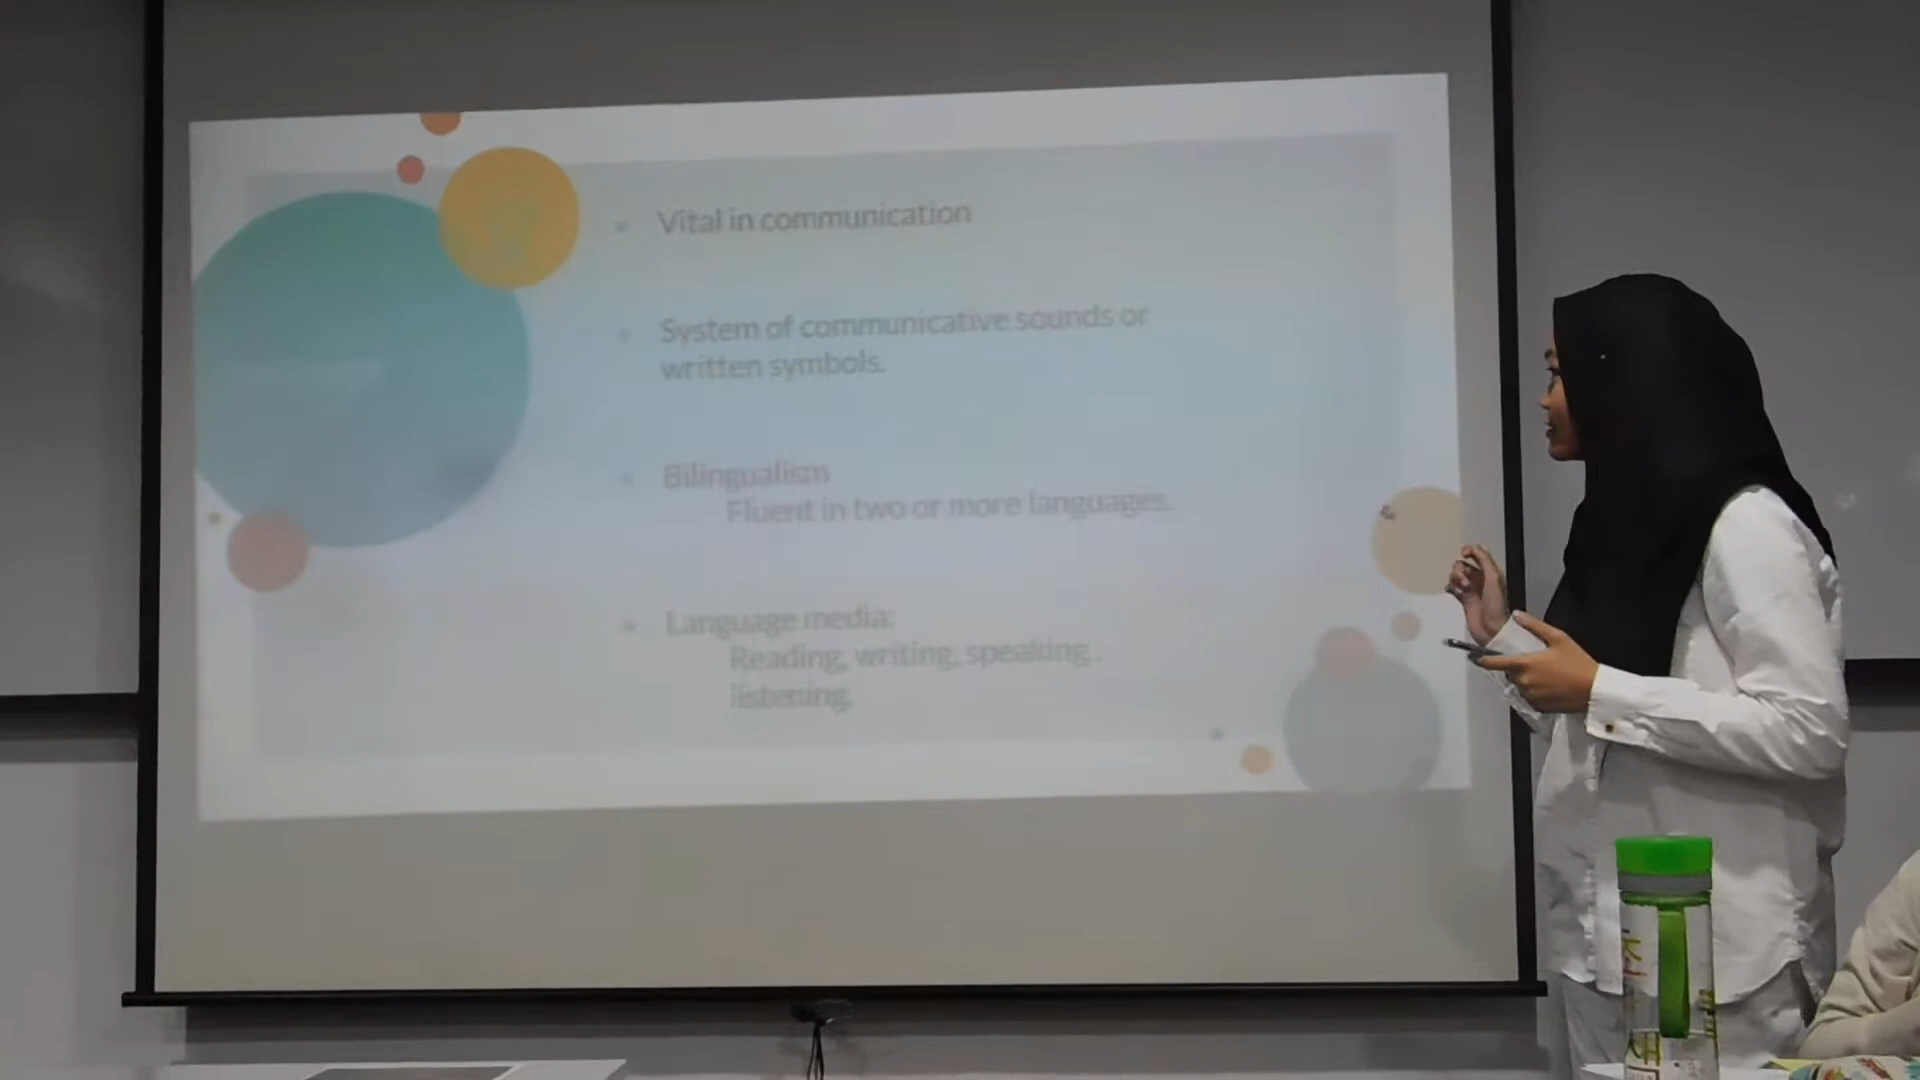 Vital in communication
System of communicative sounds or
written symbols.
Bilingualism
Fluent in two or more languages.
Language media:
Reading, writing, speaking ,
listening.